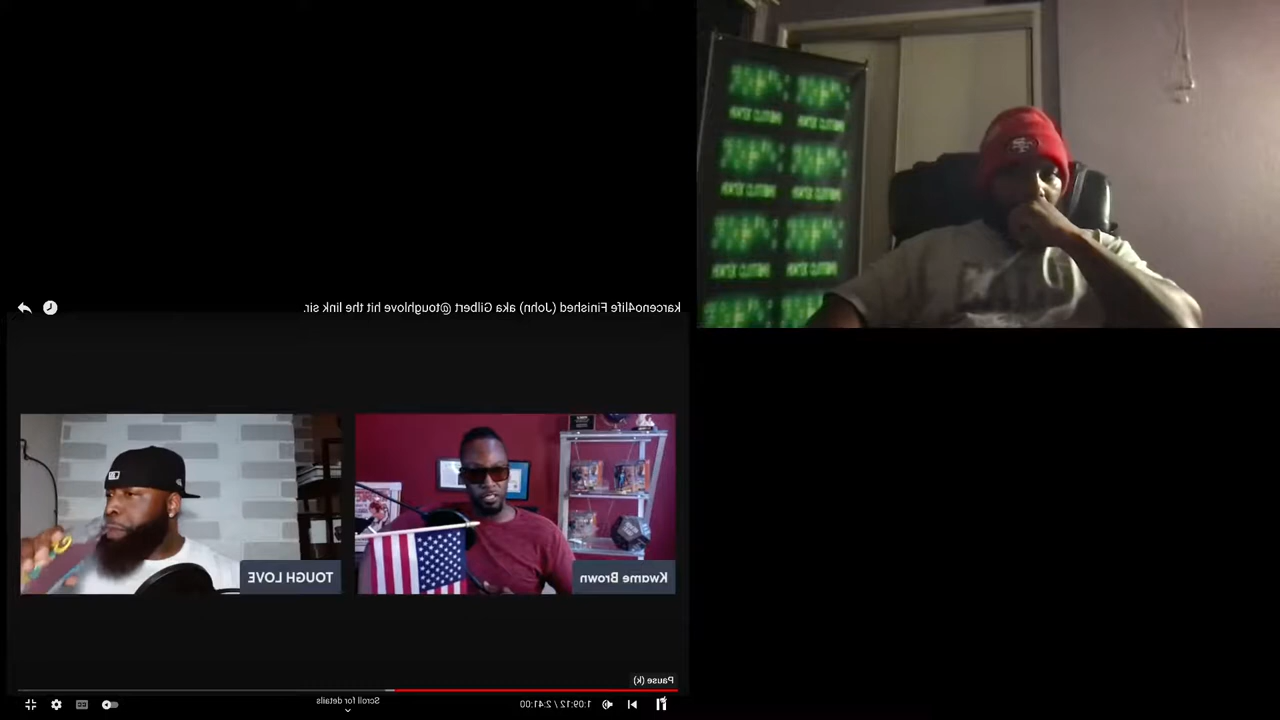 karceno4life Finished (John) aka Gilbert @toughlove hit the link sir.
TOUGH LOVE
Kwame Brown
Pause (k)
Scroll for details
1:09:12 / 2:41:00